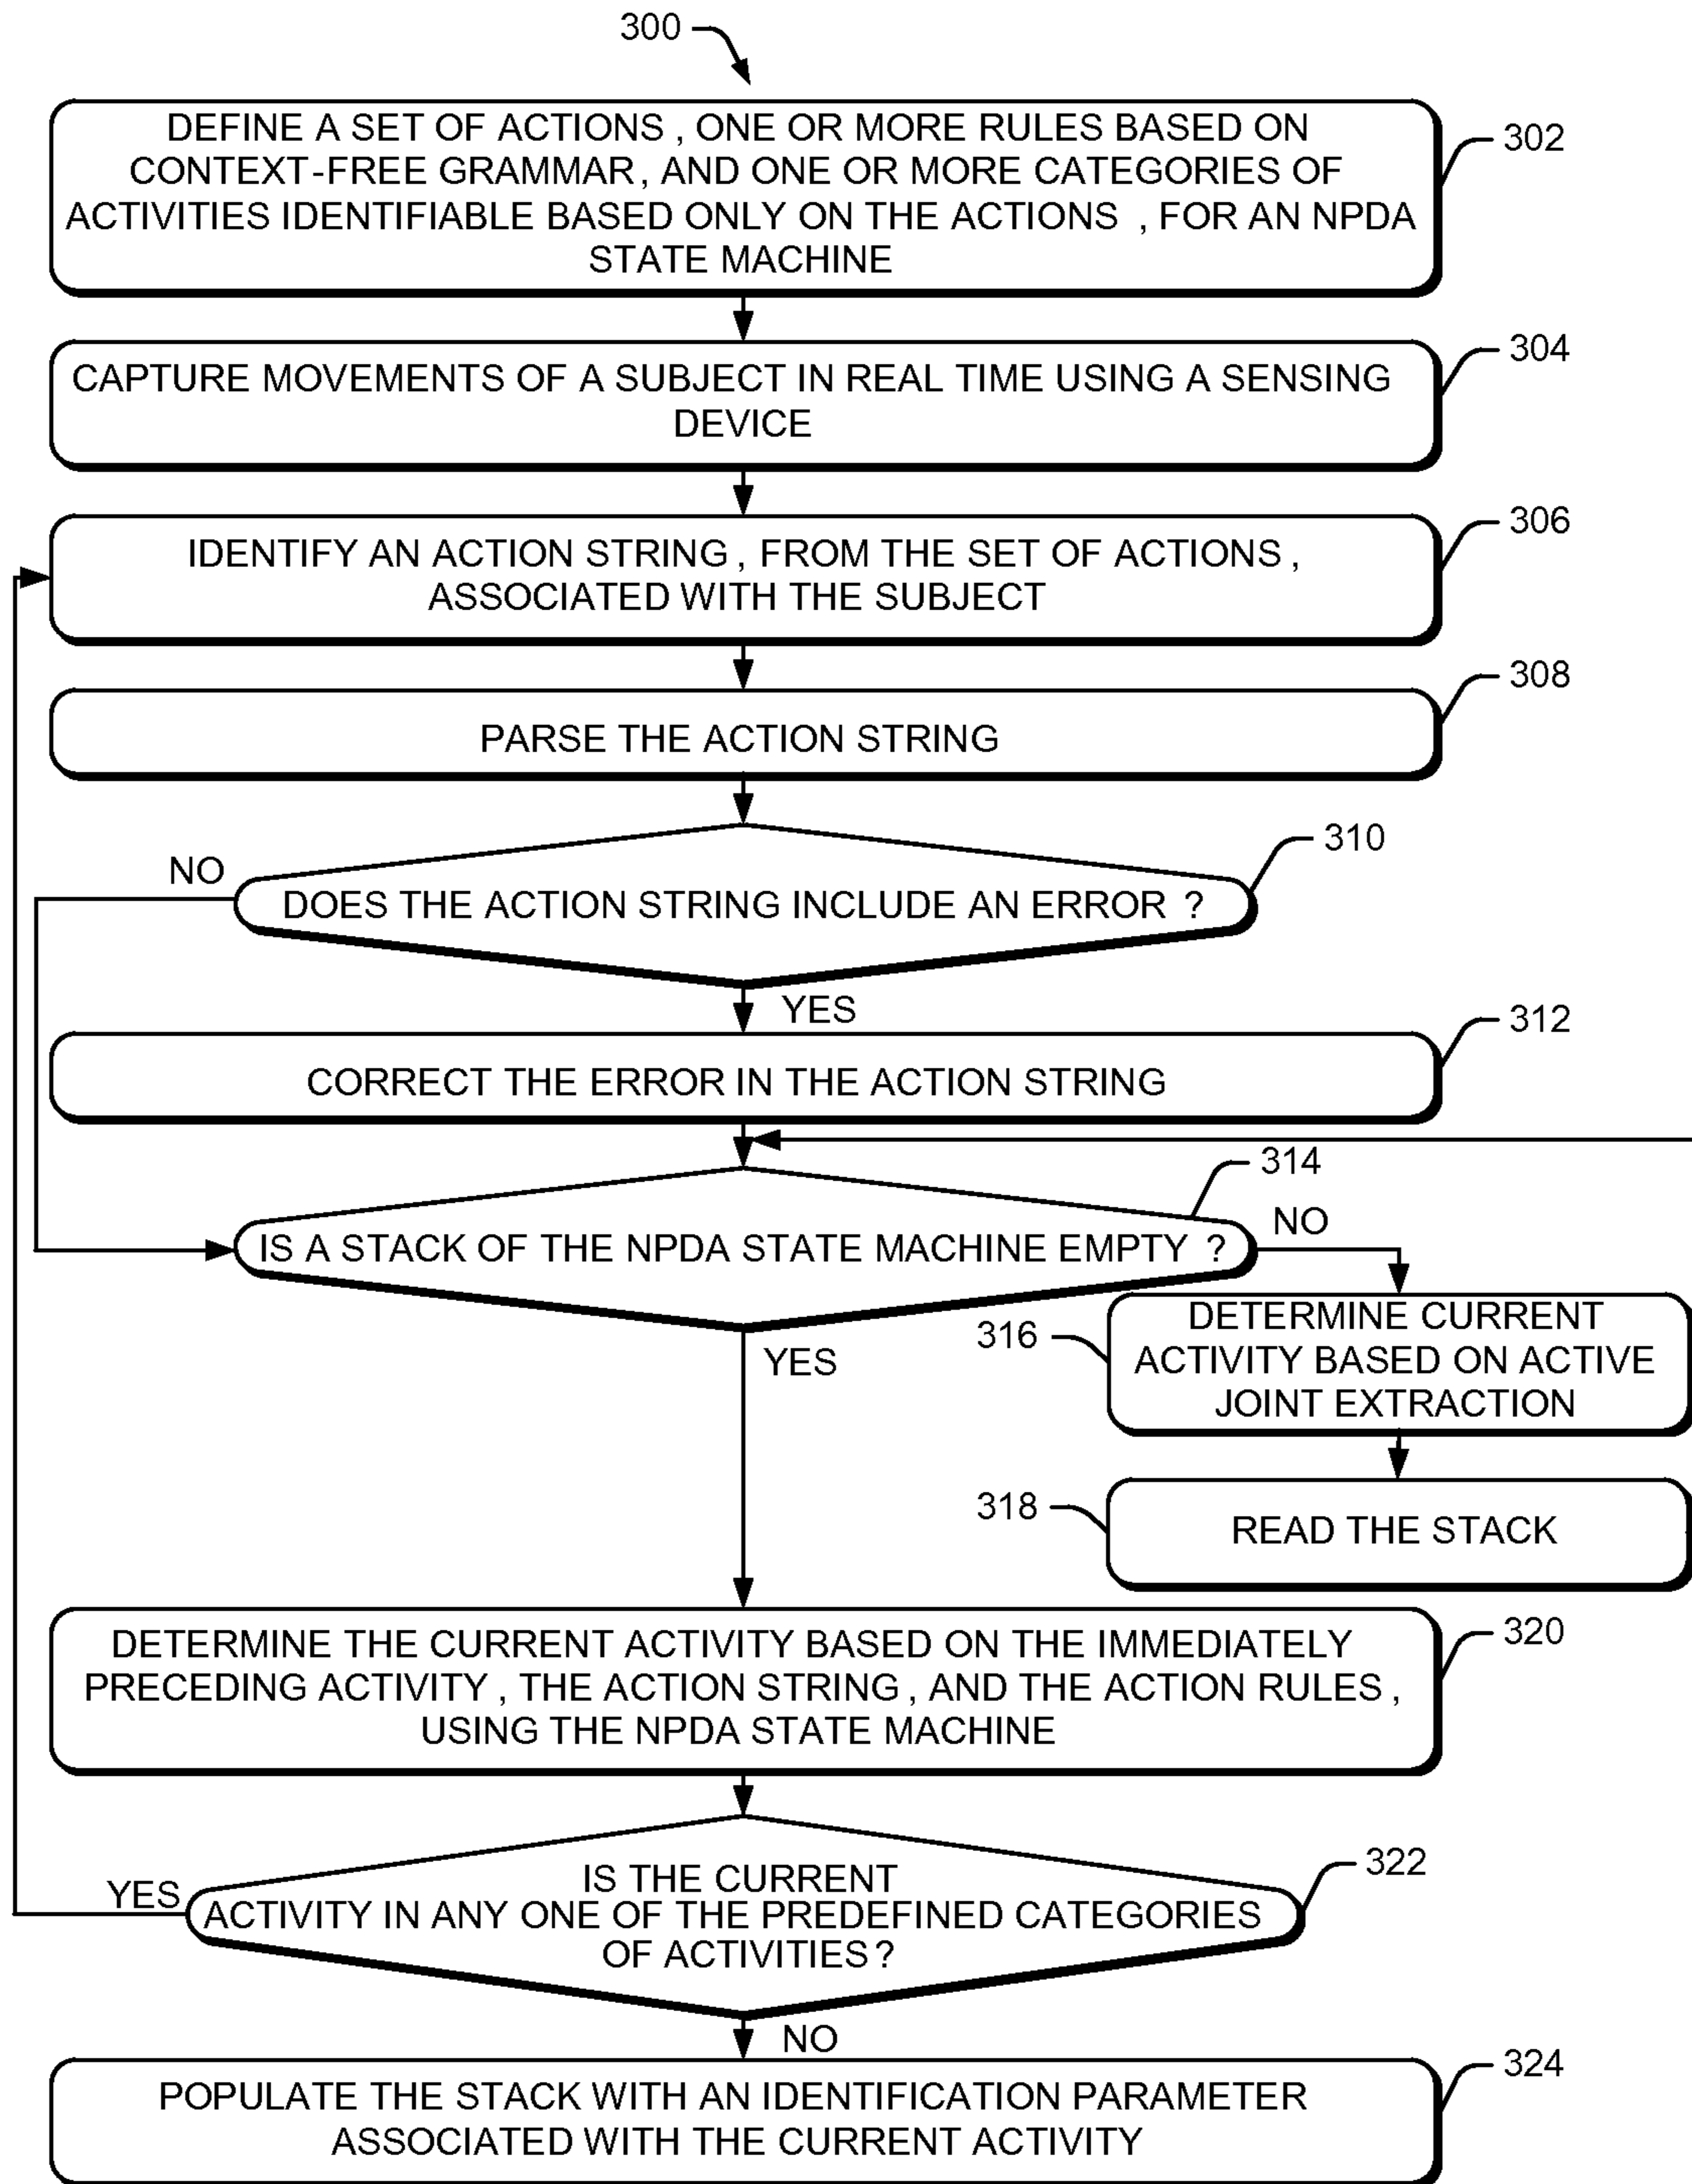 300
DEFINE A SET OF ACTIONS , ONE OR MORE RULES BASED ON
CONTEXT-FREE GRAMMAR, AND ONE OR MORE CATEGORIES OF
ACTIVITIES IDENTIFIABLE BASED ONLY ON THE ACTIONS , FOR AN NPDA
STATE MACHINE
302
CAPTURE MOVEMENTS OF A SUBJECT IN REAL TIME USING A SENSING
DEVICE
304
IDENTIFY AN ACTION STRING , FROM THE SET OF ACTIONS ,
ASSOCIATED WITH THE SUBJECT
306
PARSE THE ACTION STRING
308
DOES THE ACTION STRING INCLUDE AN ERROR ?
310
NO
YES
CORRECT THE ERROR IN THE ACTION STRING
312
IS A STACK OF THE NPDA STATE MACHINE EMPTY ?
314
NO
YES
DETERMINE CURRENT
ACTIVITY BASED ON ACTIVE
JOINT EXTRACTION
316
READ THE STACK
318
DETERMINE THE CURRENT ACTIVITY BASED ON THE IMMEDIATELY
PRECEDING ACTIVITY , THE ACTION STRING , AND THE ACTION RULES ,
USING THE NPDA STATE MACHINE
320
IS THE CURRENT
ACTIVITY IN ANY ONE OF THE PREDEFINED CATEGORIES
OF ACTIVITIES ?
322
YES
NO
POPULATE THE STACK WITH AN IDENTIFICATION PARAMETER
ASSOCIATED WITH THE CURRENT ACTIVITY
324